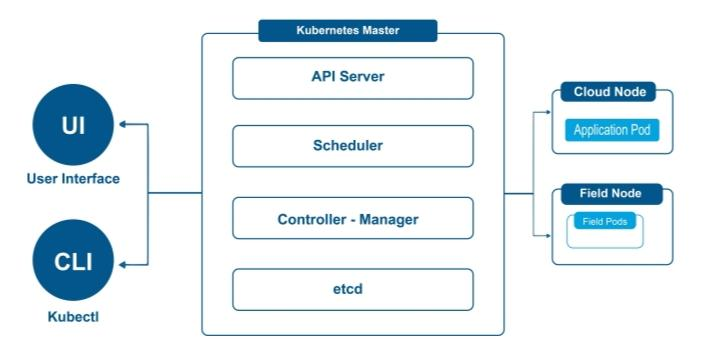 Kubernetes Master
API Server
Scheduler
Controller - Manager
etcd
UI
User Interface
CLI
Kubectl
Cloud Node
Application Pod
Field Node
Field Pods